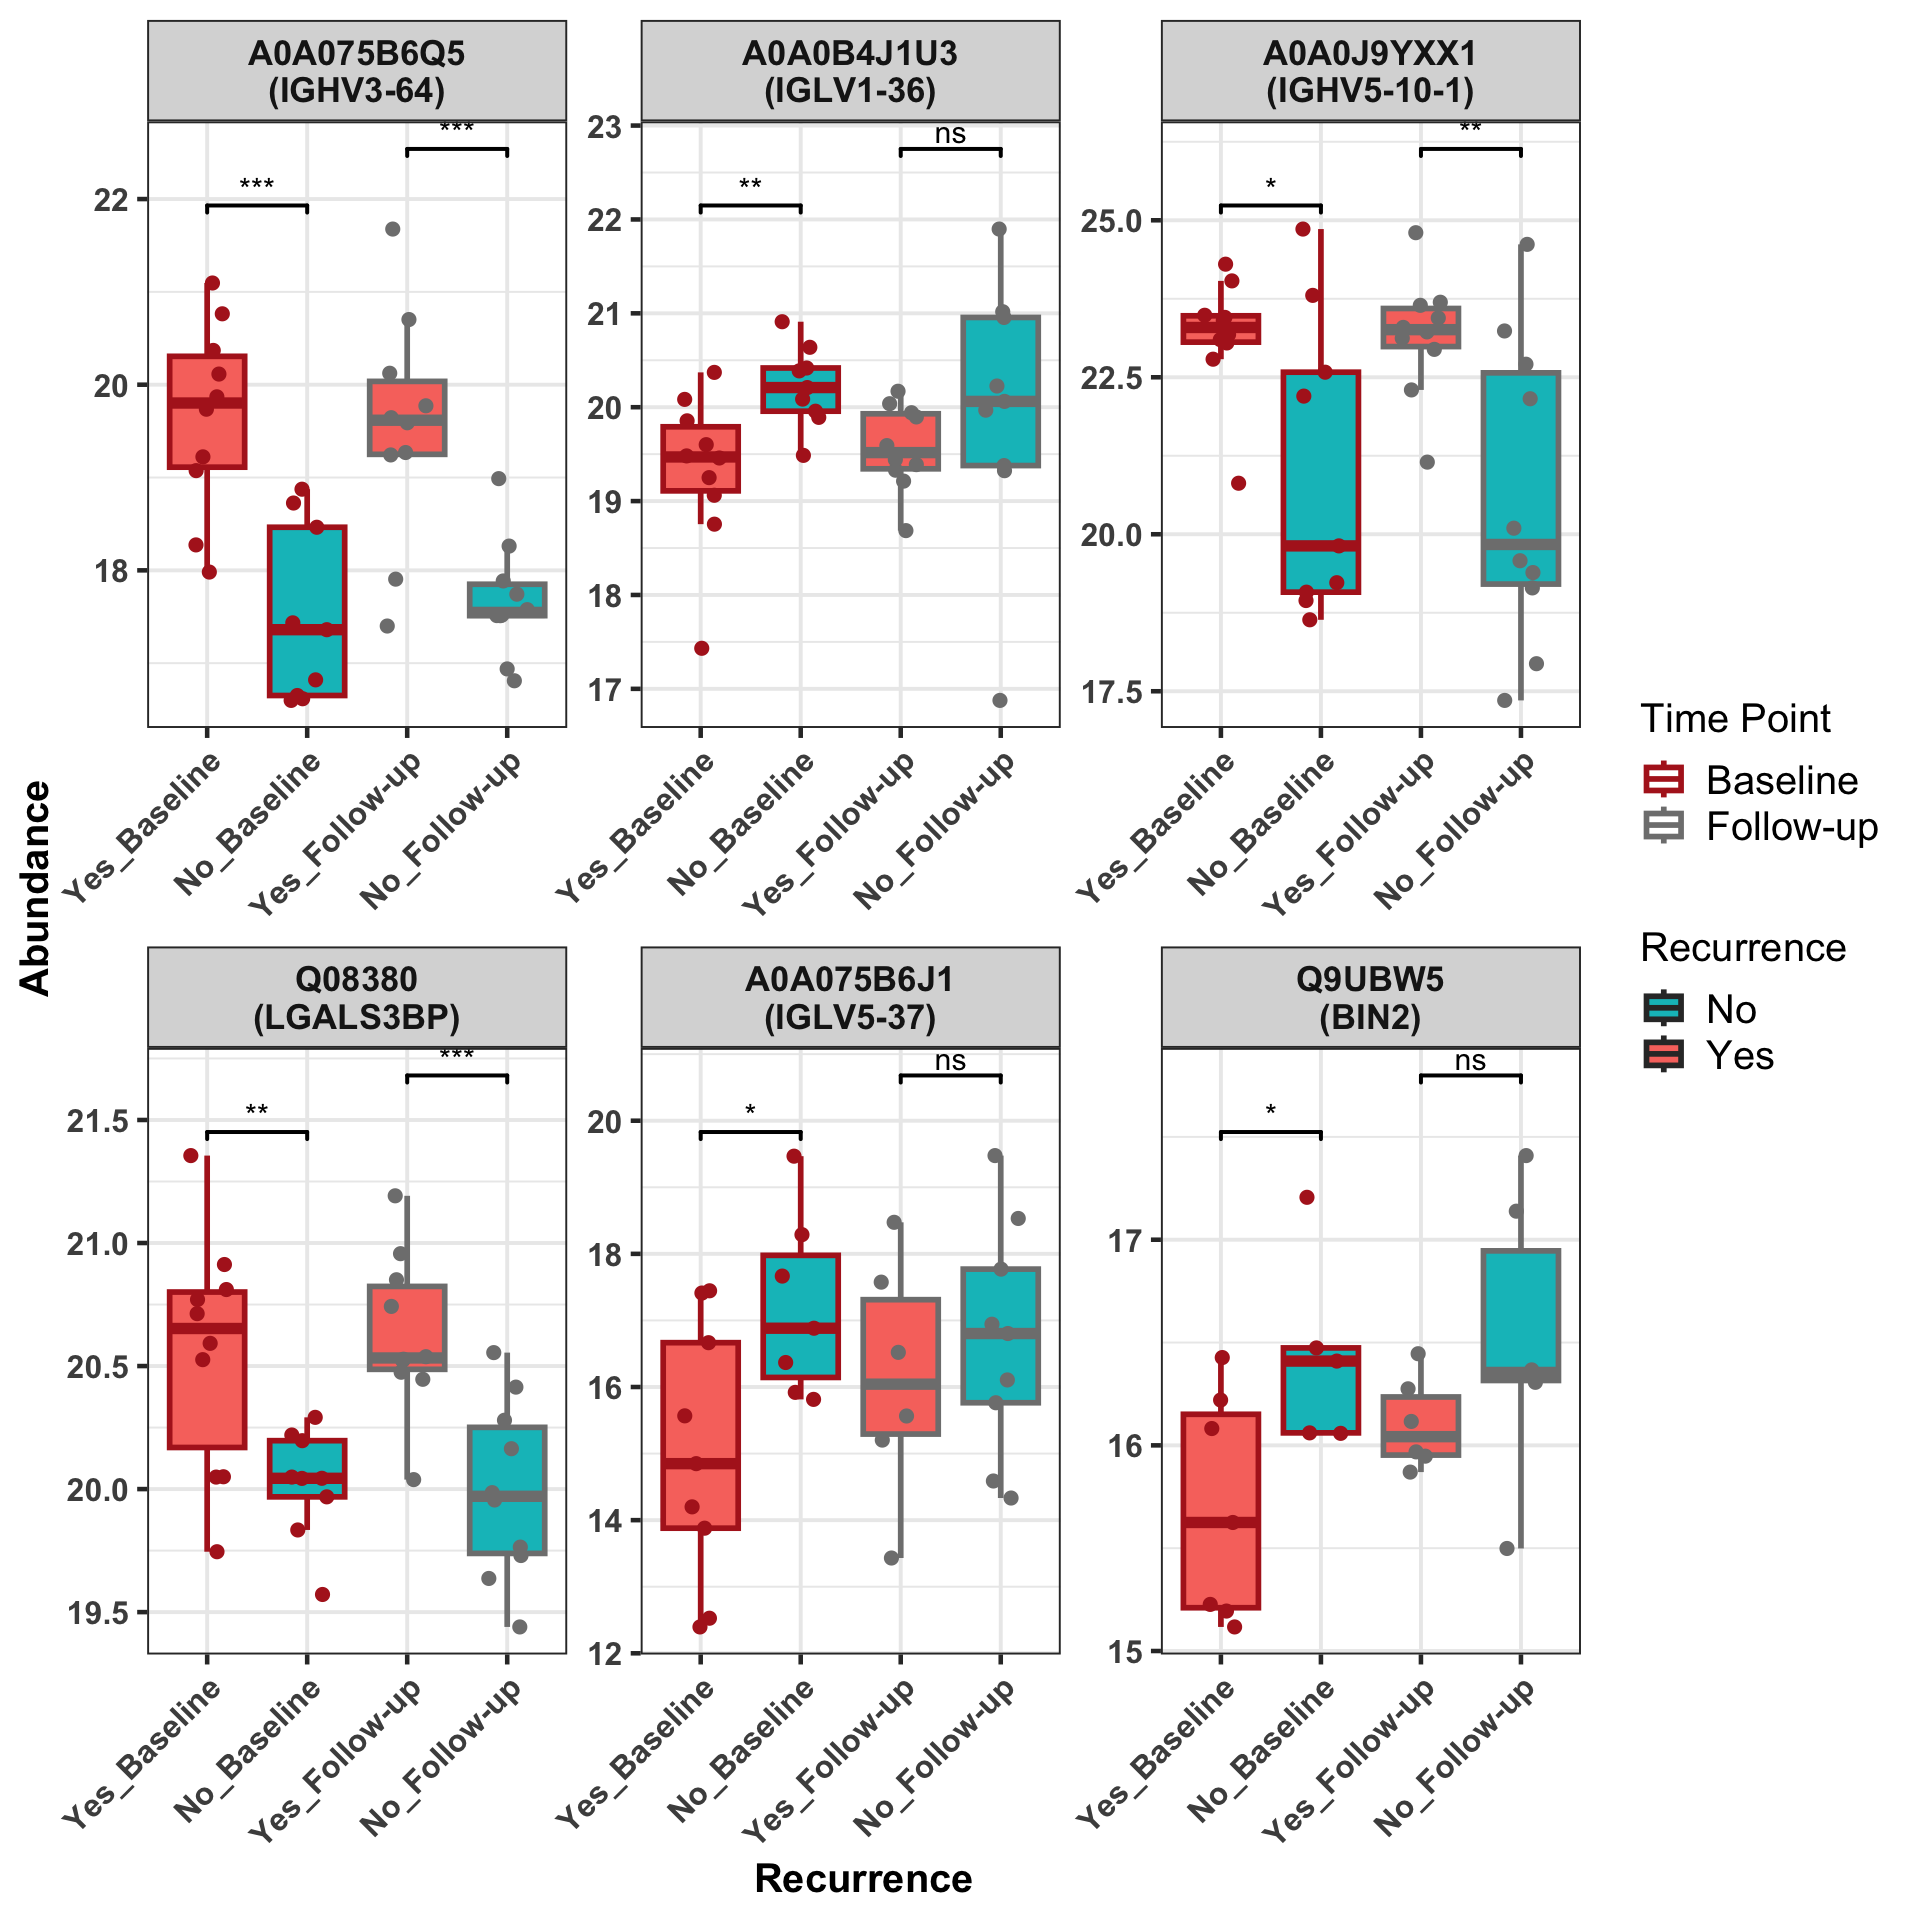 A0A075B6Q5
(IGHV3-64)
A0A0B4J1U3
(IGLV1-36)
A0A0J9YXX1
(IGHV5-10-1)
***
***
22
20
18
Yes_Baseline
No_Baseline
Yes_Follow-up
No_Follow-up
**
ns
23
22
21
20
19
18
17
Yes_Baseline
No_Baseline
Yes_Follow-up
No_Follow-up
*
**
25.0
22.5
20.0
17.5
Yes_Baseline
No_Baseline
Yes_Follow-up
No_Follow-up
Abundance
Q08380
(LGALS3BP)
A0A075B6J1
(IGLV5-37)
Q9UBW5
(BIN2)
**
***
21.5
21.0
20.5
20.0
19.5
Yes_Baseline
No_Baseline
Yes_Follow-up
No_Follow-up
*
ns
20
18
16
14
12
Yes_Baseline
No_Baseline
Yes_Follow-up
No_Follow-up
*
ns
17
16
15
Yes_Baseline
No_Baseline
Yes_Follow-up
No_Follow-up
Recurrence
Time Point
Baseline
Follow-up
Recurrence
No
Yes